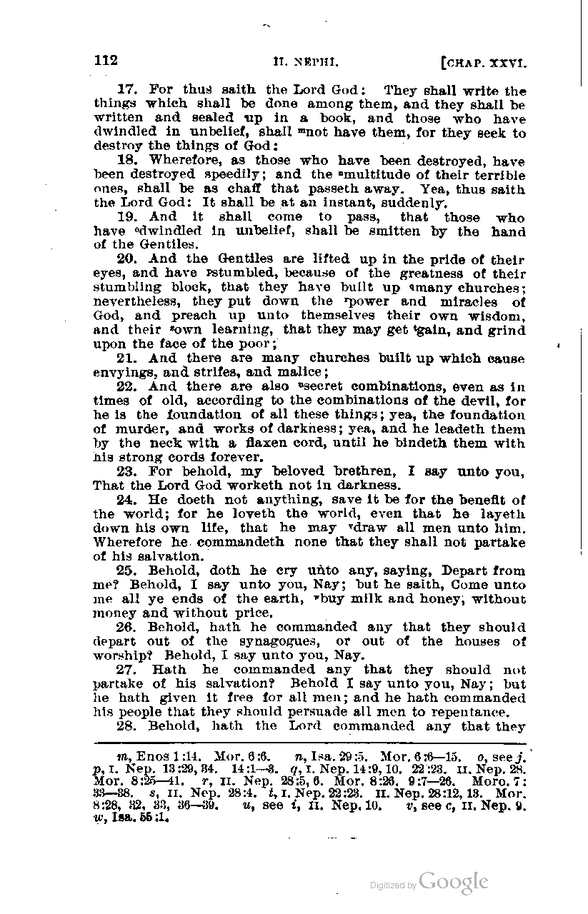 112 II. NEPHI. [CHAP. XXVI.
17. For thus saith the Lord God: They shall write the
things which shall be done among them, and they shall be
written and sealed up in a book, and those who have
dwindled in unbelief, shall ᵐnot have them, for they seek to
destroy the things of God:
18. Wherefore, as those who have been destroyed, have
been destroyed speedily; and the ⁿmultitude of their terrible
ones, shall be as chaff that passeth away. Yea, thus saith
the Lord God: It shall be at an instant, suddenly.
19. And it shall come to pass, that those who
have ᵒdwindled in unbelief, shall be smitten by the hand
of the Gentiles.
20. And the Gentiles are lifted up in the pride of their
eyes, and have ᵖstumbled, because of the greatness of their
stumbling block, that they have built up qmany churches;
nevertheless, they put down the ʳpower and miracles of
God, and preach up unto themselves their own wisdom,
and their ˢown learning, that they may get ᵗgain, and grind
upon the face of the poor;
21. And there are many churches built up which cause
envyings, and strifes, and malice;
22. And there are also ᵘsecret combinations, even as in
times of old, according to the combinations of the devil, for
he is the foundation of all these things; yea, the foundation
of murder, and works of darkness; yea, and he leadeth them
by the neck with a flaxen cord, until he bindeth them with
his strong cords forever.
23. For behold, my beloved brethren, I say unto you,
That the Lord God worketh not in darkness.
24. He doeth not anything, save it be for the benefit of
the world; for he loveth the world, even that he layeth
down his own life, that he may ᵛdraw all men unto him.
Wherefore he commandeth none that they shall not partake
of his salvation.
25. Behold, doth he cry unto any, saying, Depart from
me? Behold, I say unto you, Nay; but he saith, Come unto
me all ye ends of the earth, ʷbuy milk and honey, without
money and without price.
26. Behold, hath he commanded any that they should
depart out of the synagogues, or out of the houses of
worship? Behold, I say unto you, Nay.
27. Hath he commanded any that they should not
partake of his salvation? Behold I say unto you, Nay; but
he hath given it free for all men; and he hath commanded
his people that they should persuade all men to repentance.
28. Behold, hath the Lord commanded any that they
m, Enos 1:14. Mor. 6:6. n, Isa. 29:5. Mor. 6:6—15. o, see j.
p, I. Nep. 13:29, 34. 14:1—3. q, I. Nep. 14:9, 10. 22:23. II. Nep. 28.
Mor. 8:25—41. r, II. Nep. 28:5, 6. Mor. 8:26. 9:7—26. Moro. 7:
33—38. s, II. Nep. 28:4. t, I. Nep. 22:23. II. Nep. 28:12, 13. Mor.
8:28, 32, 33, 36—39. u, see i, II. Nep. 10. v, see c, II. Nep. 9.
w, Isa. 55:1.
Digitized by Google